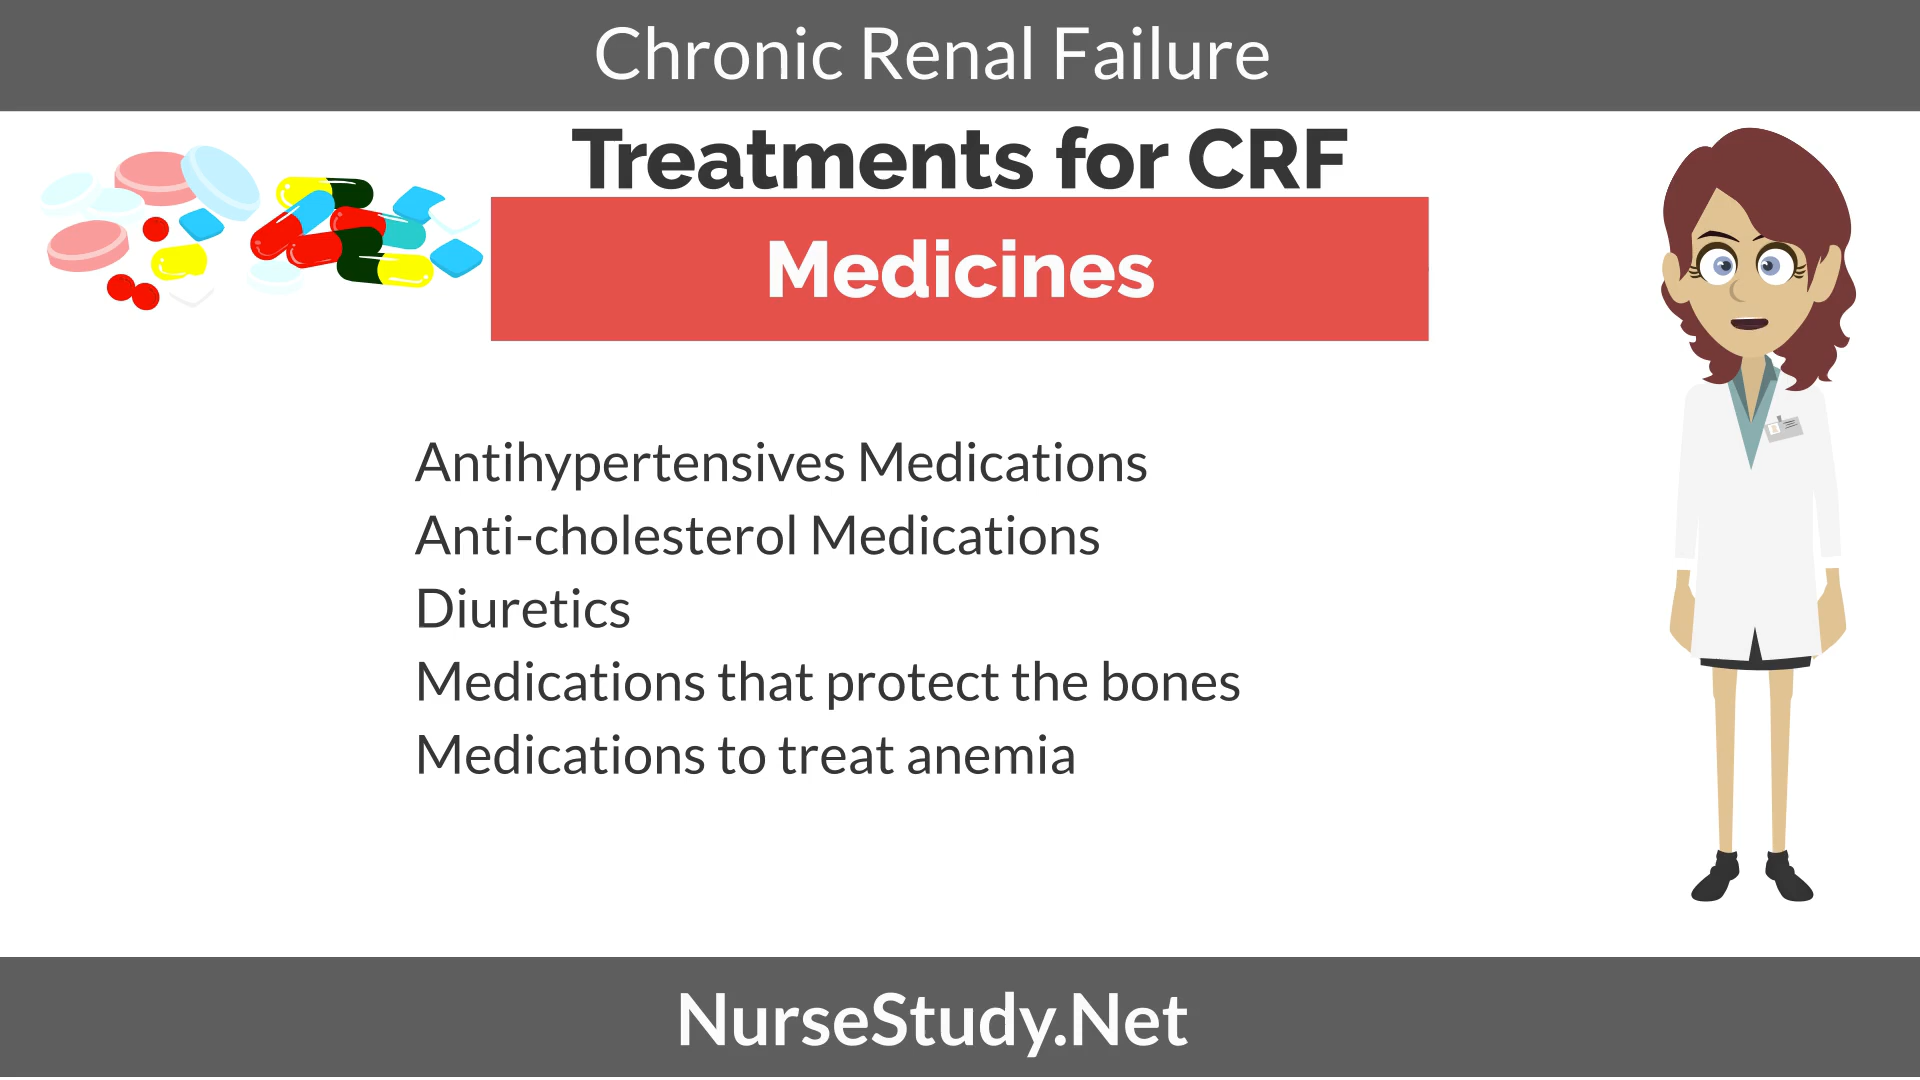 Chronic Renal Failure
Treatments for CRF
Medicines
Antihypertensives Medications
Anti-cholesterol Medications
Diuretics
Medications that protect the bones
Medications to treat anemia
NurseStudy.Net